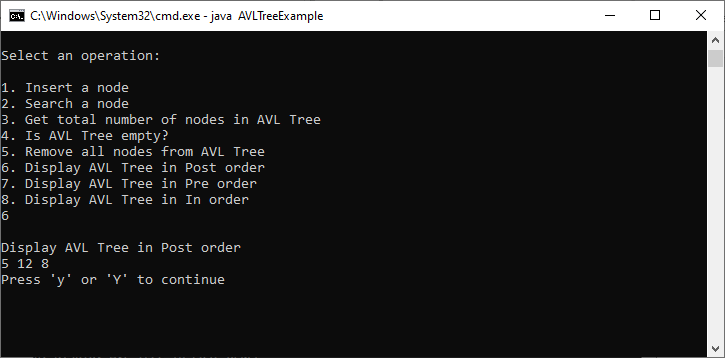 C:\Windows\System32\cmd.exe - java  AVLTreeExample
Select an operation:
1. Insert a node
2. Search a node
3. Get total number of nodes in AVL Tree
4. Is AVL Tree empty?
5. Remove all nodes from AVL Tree
6. Display AVL Tree in Post order
7. Display AVL Tree in Pre order
8. Display AVL Tree in In order
6
Display AVL Tree in Post order
5 12 8
Press 'y' or 'Y' to continue